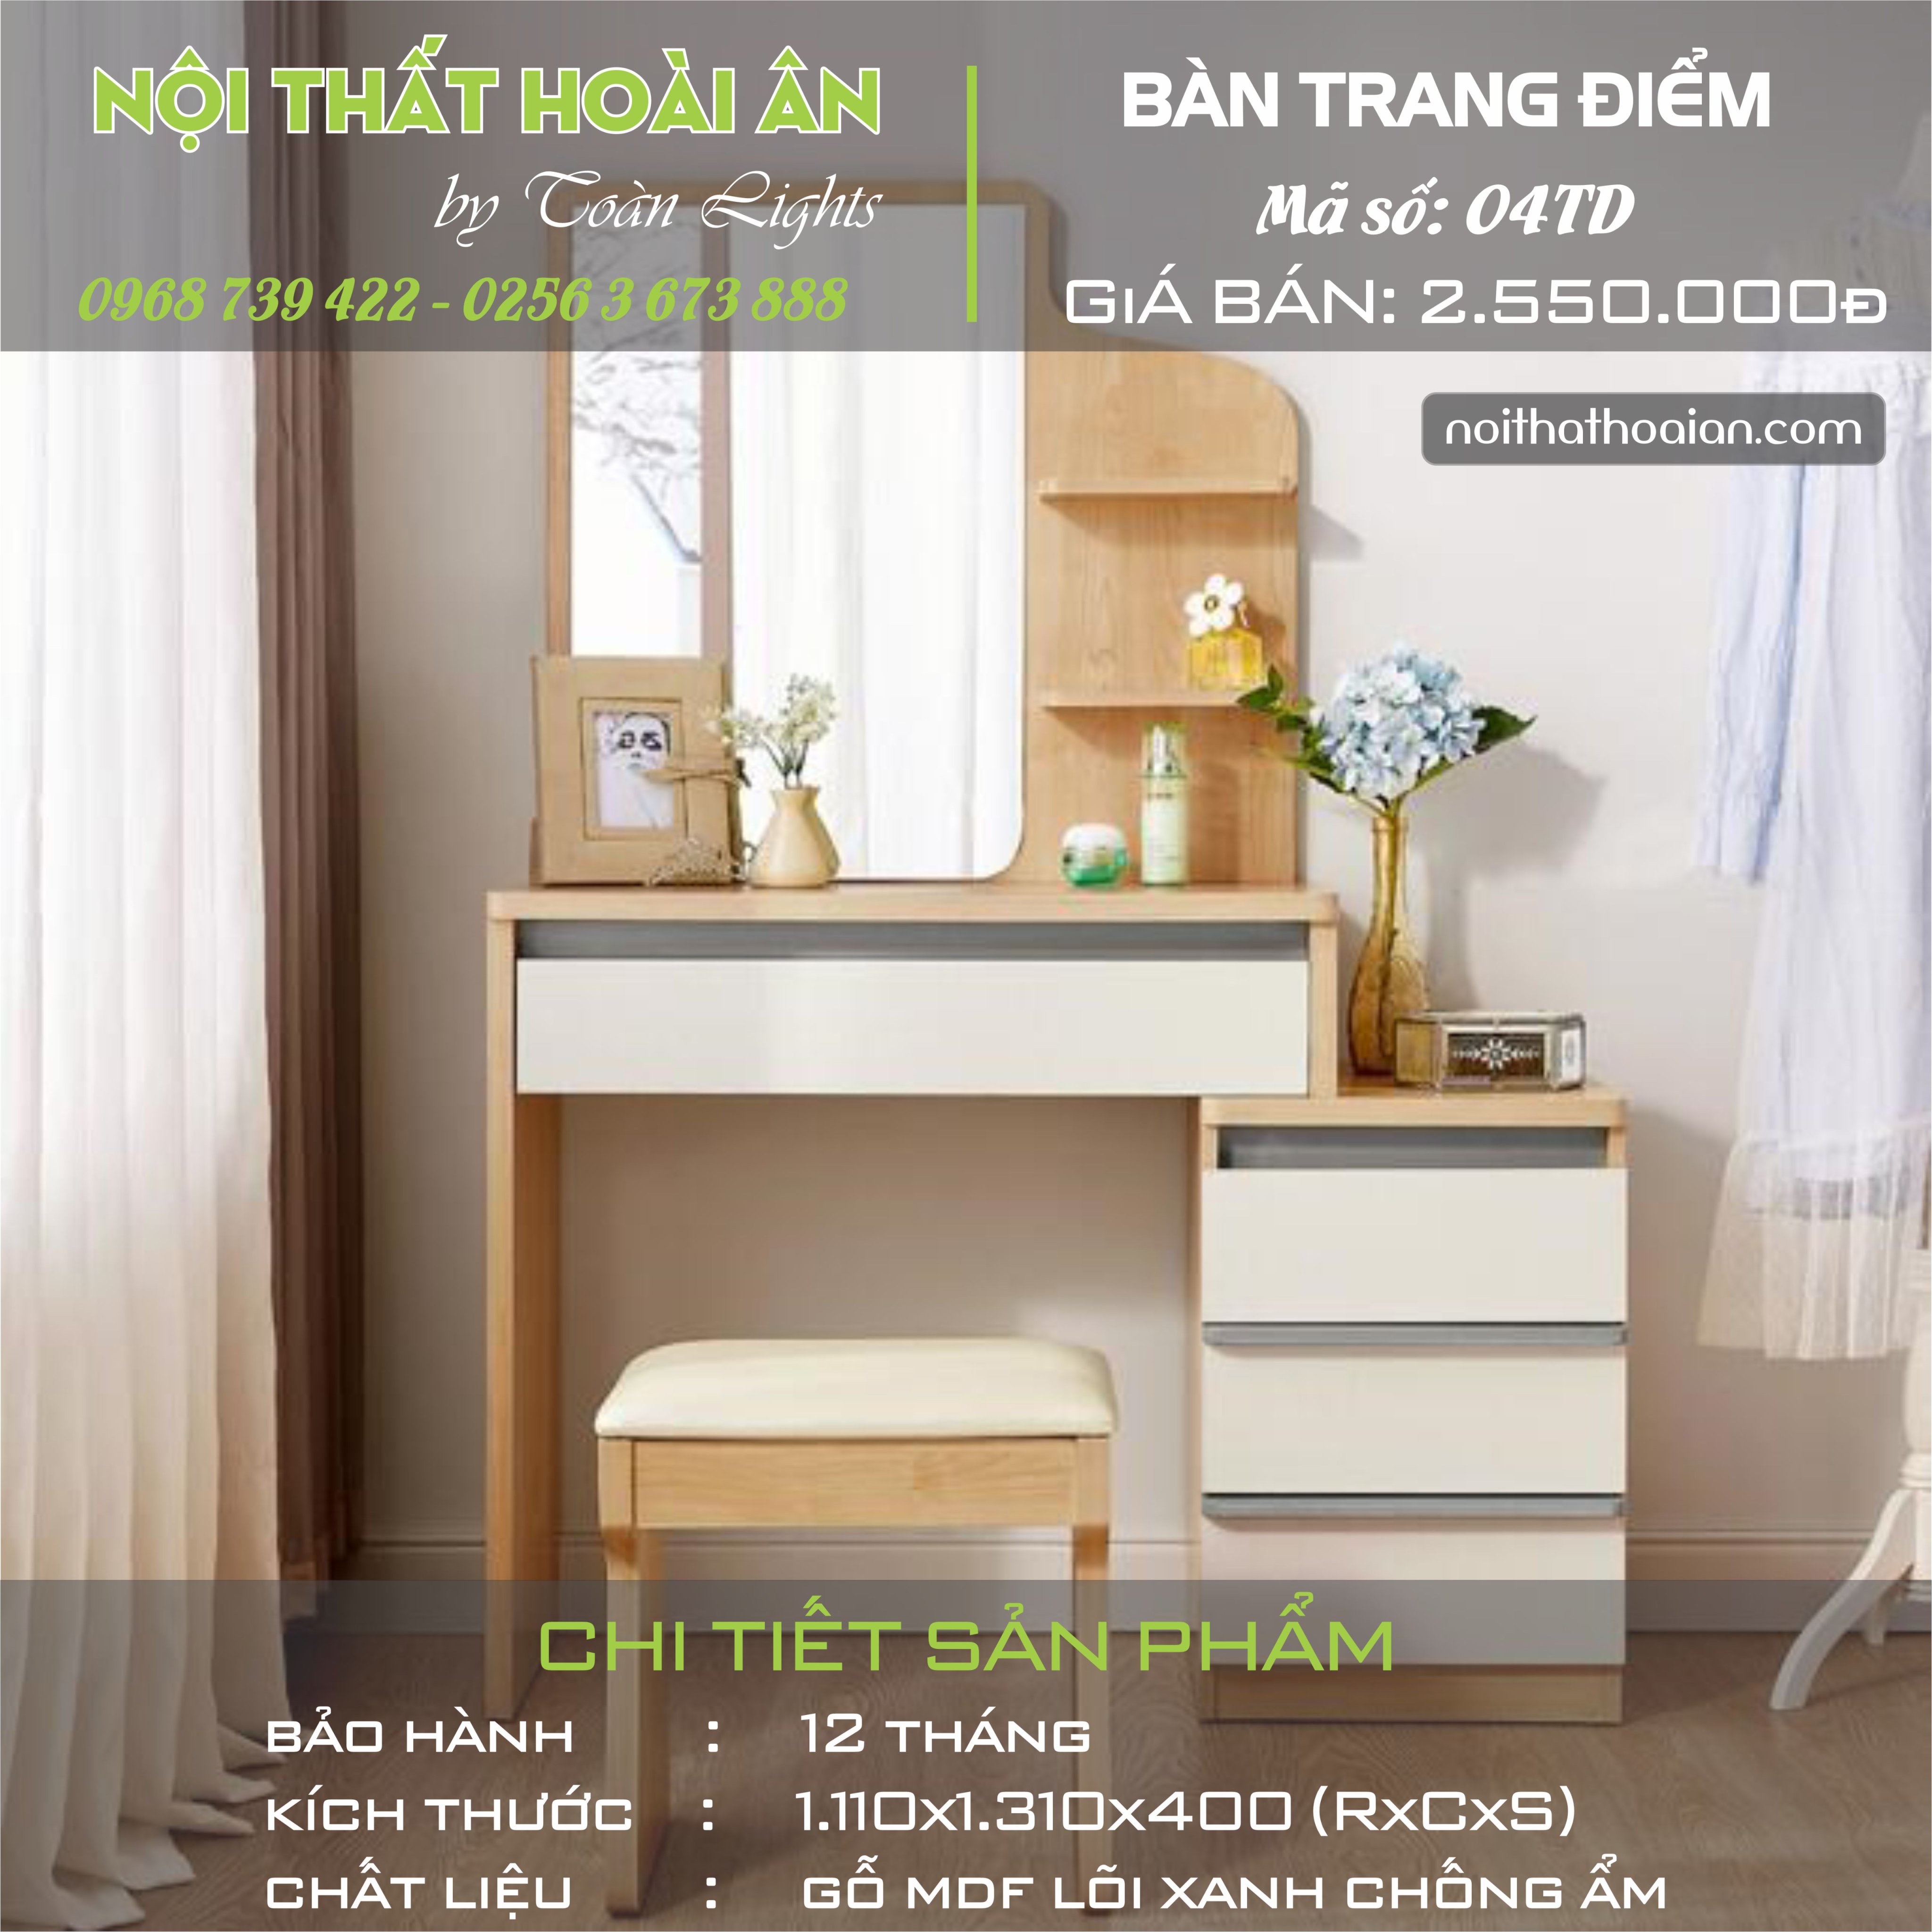 NỘI THẤT HOÀI ÂN
by Toàn Lights
0968 739 422 - 0256 3 673 888
BÀN TRANG ĐIỂM
Mã số: 04TD
GIÁ BÁN: 2.550.000Đ
noithathoaian.com
CHI TIẾT SẢN PHẨM
BẢO HÀNH : 12 THÁNG
KÍCH THƯỚC : 1.110x1.310x400 (RxCxS)
CHẤT LIỆU : GỖ MDF LÕI XANH CHỐNG ẨM